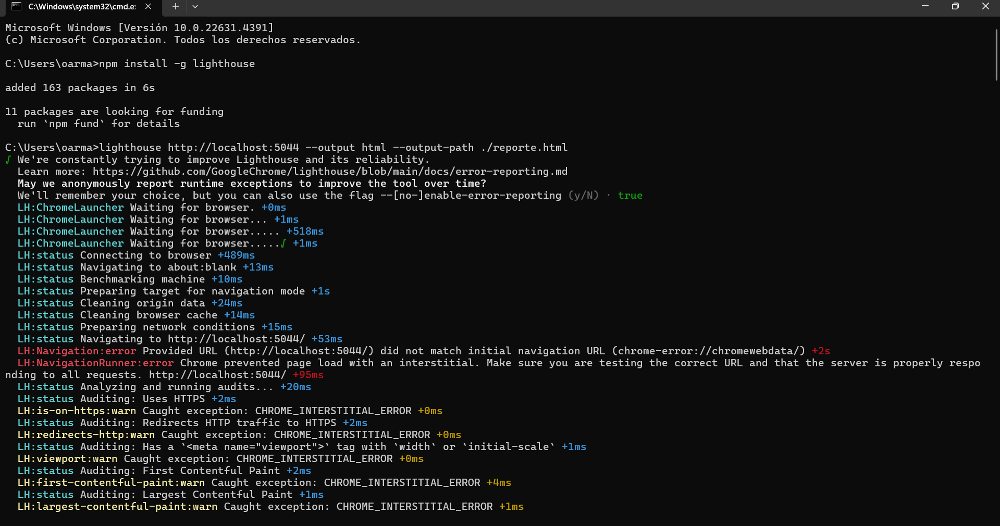 C:\Windows\system32\cmd.e
Microsoft Windows [Versión 10.0.22631.4391]
(c) Microsoft Corporation. Todos los derechos reservados.
C:\Users\oarma>npm install -g lighthouse
added 163 packages in 6s
11 packages are looking for funding
  run `npm fund` for details
C:\Users\oarma>lighthouse http://localhost:5044 --output html --output-path ./reporte.html
√ We're constantly trying to improve Lighthouse and its reliability.
  Learn more: https://github.com/GoogleChrome/lighthouse/blob/main/docs/error-reporting.md
  May we anonymously report runtime exceptions to improve the tool over time?
  We'll remember your choice, but you can also use the flag --[no-]enable-error-reporting (y/N) · true
  LH:ChromeLauncher Waiting for browser. +0ms
  LH:ChromeLauncher Waiting for browser... +1ms
  LH:ChromeLauncher Waiting for browser..... +518ms
  LH:ChromeLauncher Waiting for browser.....√ +1ms
  LH:status Connecting to browser +489ms
  LH:status Navigating to about:blank +13ms
  LH:status Benchmarking machine +10ms
  LH:status Preparing target for navigation mode +1s
  LH:status Cleaning origin data +24ms
  LH:status Cleaning browser cache +14ms
  LH:status Preparing network conditions +15ms
  LH:status Navigating to http://localhost:5044/ +53ms
  LH:Navigation:error Provided URL (http://localhost:5044/) did not match initial navigation URL (chrome-error://chromewebdata/) +2s
  LH:NavigationRunner:error Chrome prevented page load with an interstitial. Make sure you are testing the correct URL and that the server is properly respo
nding to all requests. http://localhost:5044/ +95ms
  LH:status Analyzing and running audits... +20ms
  LH:status Auditing: Uses HTTPS +2ms
  LH:is-on-https:warn Caught exception: CHROME_INTERSTITIAL_ERROR +0ms
  LH:status Auditing: Redirects HTTP traffic to HTTPS +2ms
  LH:redirects-http:warn Caught exception: CHROME_INTERSTITIAL_ERROR +0ms
  LH:status Auditing: Has a `<meta name="viewport">` tag with `width` or `initial-scale` +1ms
  LH:viewport:warn Caught exception: CHROME_INTERSTITIAL_ERROR +0ms
  LH:status Auditing: First Contentful Paint +2ms
  LH:first-contentful-paint:warn Caught exception: CHROME_INTERSTITIAL_ERROR +4ms
  LH:status Auditing: Largest Contentful Paint +1ms
  LH:largest-contentful-paint:warn Caught exception: CHROME_INTERSTITIAL_ERROR +1ms